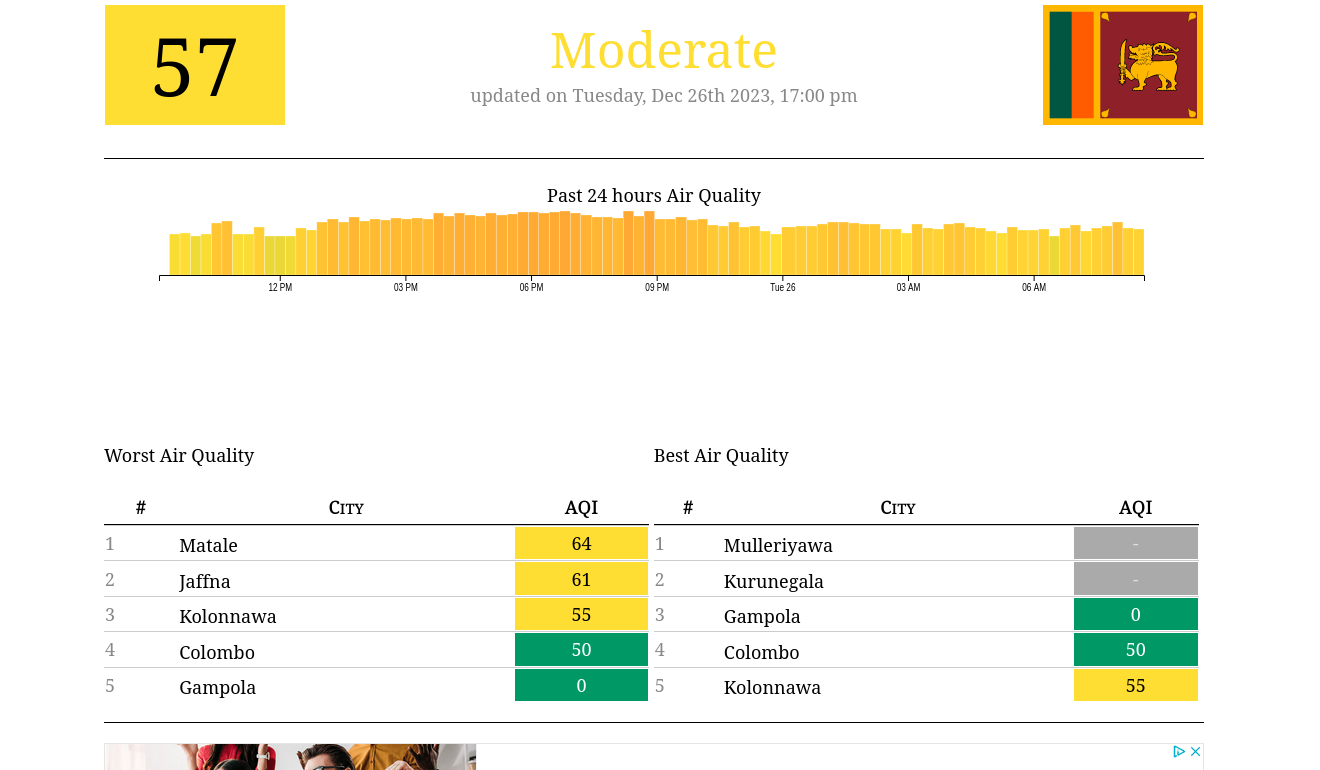 57
Moderate
updated on Tuesday, Dec 26th 2023, 17:00 pm
Past 24 hours Air Quality
12 PM 03 PM 06 PM 09 PM Tue 26 03 AM 06 AM
Worst Air Quality
# City AQI
1 Matale 64
2 Jaffna 61
3 Kolonnawa 55
4 Colombo 50
5 Gampola 0
Best Air Quality
# City AQI
1 Mulleriyawa -
2 Kurunegala -
3 Gampola 0
4 Colombo 50
5 Kolonnawa 55